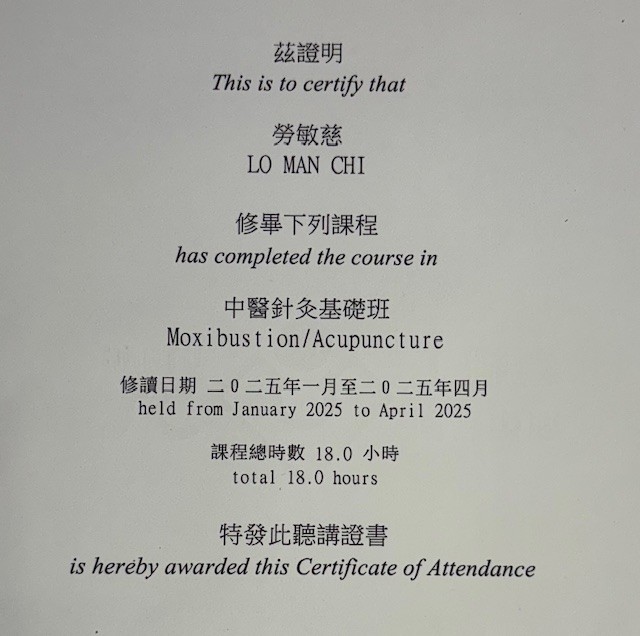 茲證明
This is to certify that
勞敏慈
LO MAN CHI
修畢下列課程
has completed the course in
中醫針灸基礎班
Moxibustion/Acupuncture
修讀日期 二０二五年一月至二０二五年四月
held from January 2025 to April 2025
課程總時數 18.0 小時
total 18.0 hours
特發此聽講證書
is hereby awarded this Certificate of Attendance